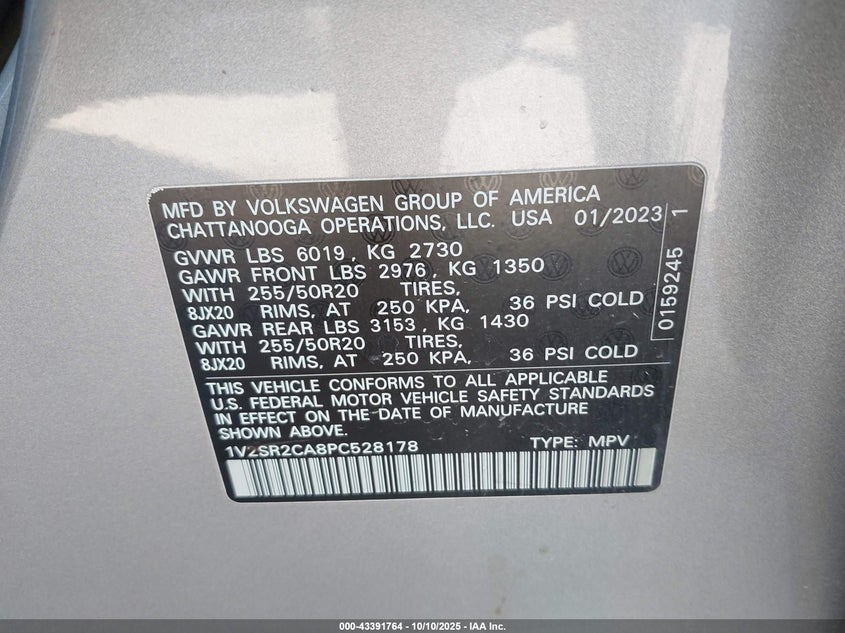 MFD BY VOLKSWAGEN GROUP OF AMERICA
CHATTANOOGA OPERATIONS, LLC. USA 01/2023
GVWR LBS 6019, KG 2730
GAWR FRONT LBS 2976, KG 1350
WITH 255/50R20 TIRES,
8JX20 RIMS, AT 250 KPA, 36 PSI COLD
GAWR REAR LBS 3153, KG 1430
WITH 255/50R20 TIRES,
8JX20 RIMS, AT 250 KPA, 36 PSI COLD
0159245 1
THIS VEHICLE CONFORMS TO ALL APPLICABLE
U.S. FEDERAL MOTOR VEHICLE SAFETY STANDARDS
IN EFFECT ON THE DATE OF MANUFACTURE
SHOWN ABOVE.
1V2SR2CA8PC528178 TYPE: MPV
000-43391764 - 10/10/2025 - IAA Inc.